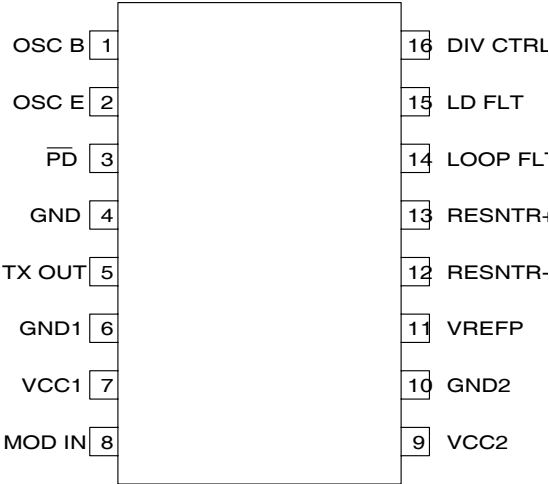 OSC B 1 16 DIV CTRL
OSC E 2 15 LD FLT
PD 3 14 LOOP FLT
GND 4 13 RESNTR+
TX OUT 5 12 RESNTR-
GND1 6 11 VREFP
VCC1 7 10 GND2
MOD IN 8 9 VCC2